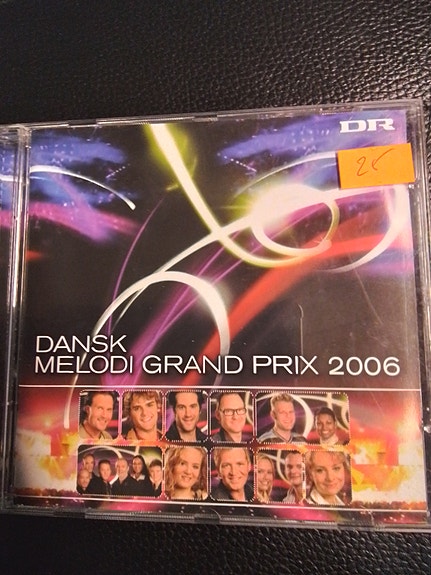 DR
25
DANSK
MELODI GRAND PRIX 2006